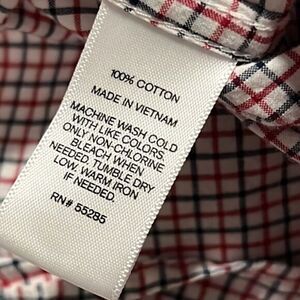 100% COTTON
MADE IN VIETNAM
MACHINE WASH COLD
WITH LIKE COLORS.
ONLY NON-CHLORINE
BLEACH WHEN
NEEDED. TUMBLE DRY
LOW. WARM IRON
IF NEEDED.
RN# 55285